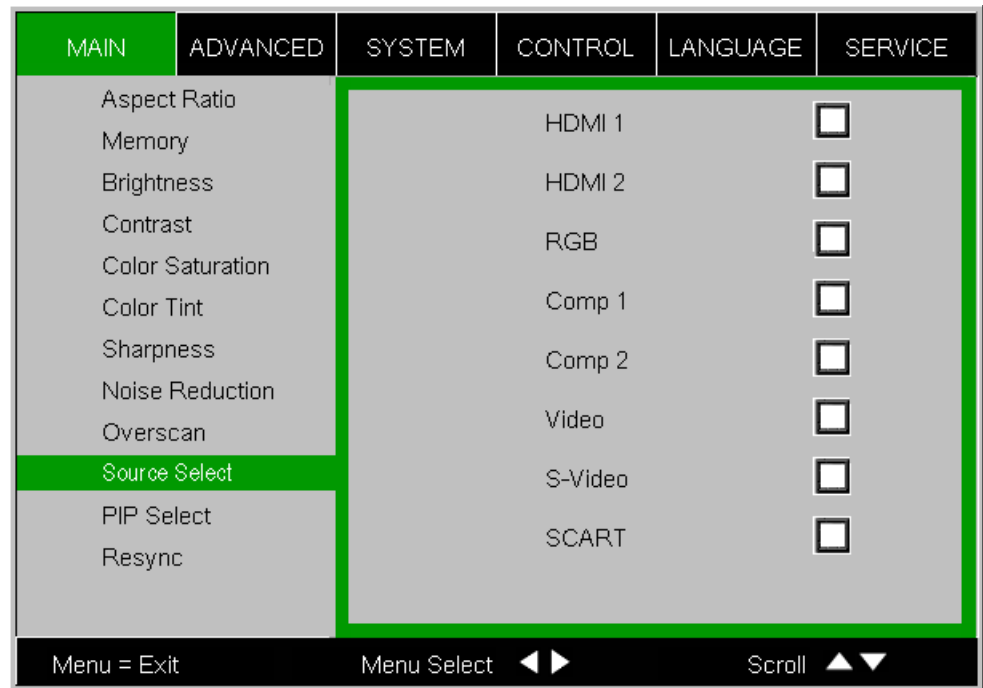 MAIN ADVANCED SYSTEM CONTROL LANGUAGE SERVICE
Aspect Ratio
Memory
Brightness
Contrast
Color Saturation
Color Tint
Sharpness
Noise Reduction
Overscan
Source Select
PIP Select
Resync
HDMI 1
HDMI 2
RGB
Comp 1
Comp 2
Video
S-Video
SCART
Menu = Exit Menu Select Scroll